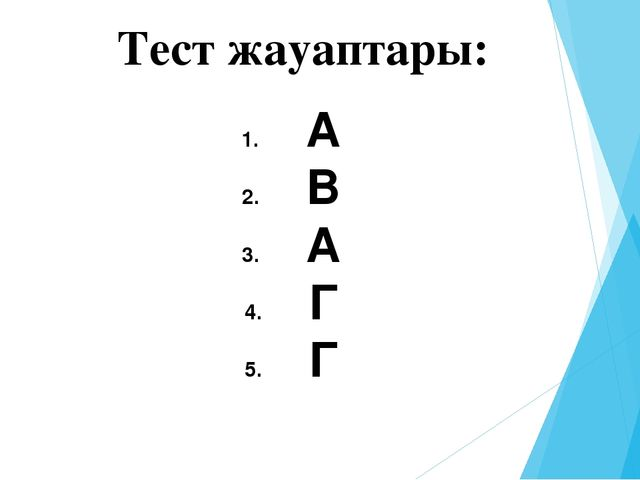 Тест жауаптары:
1. А
2. В
3. А
4. Г
5. Г